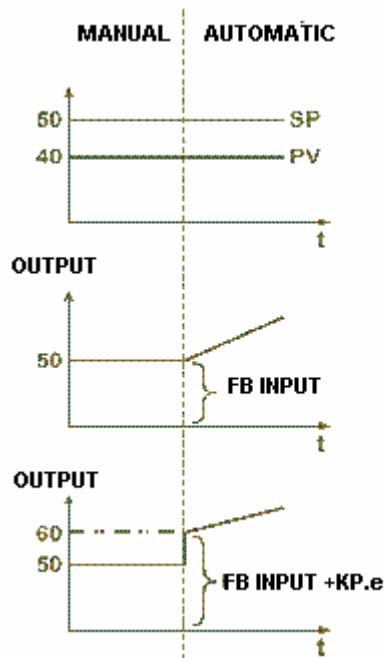 MANUAL AUTOMATIC
50 SP
40 PV
t
OUTPUT
50
FB INPUT
t
OUTPUT
60
50
FB INPUT +KP.e
t